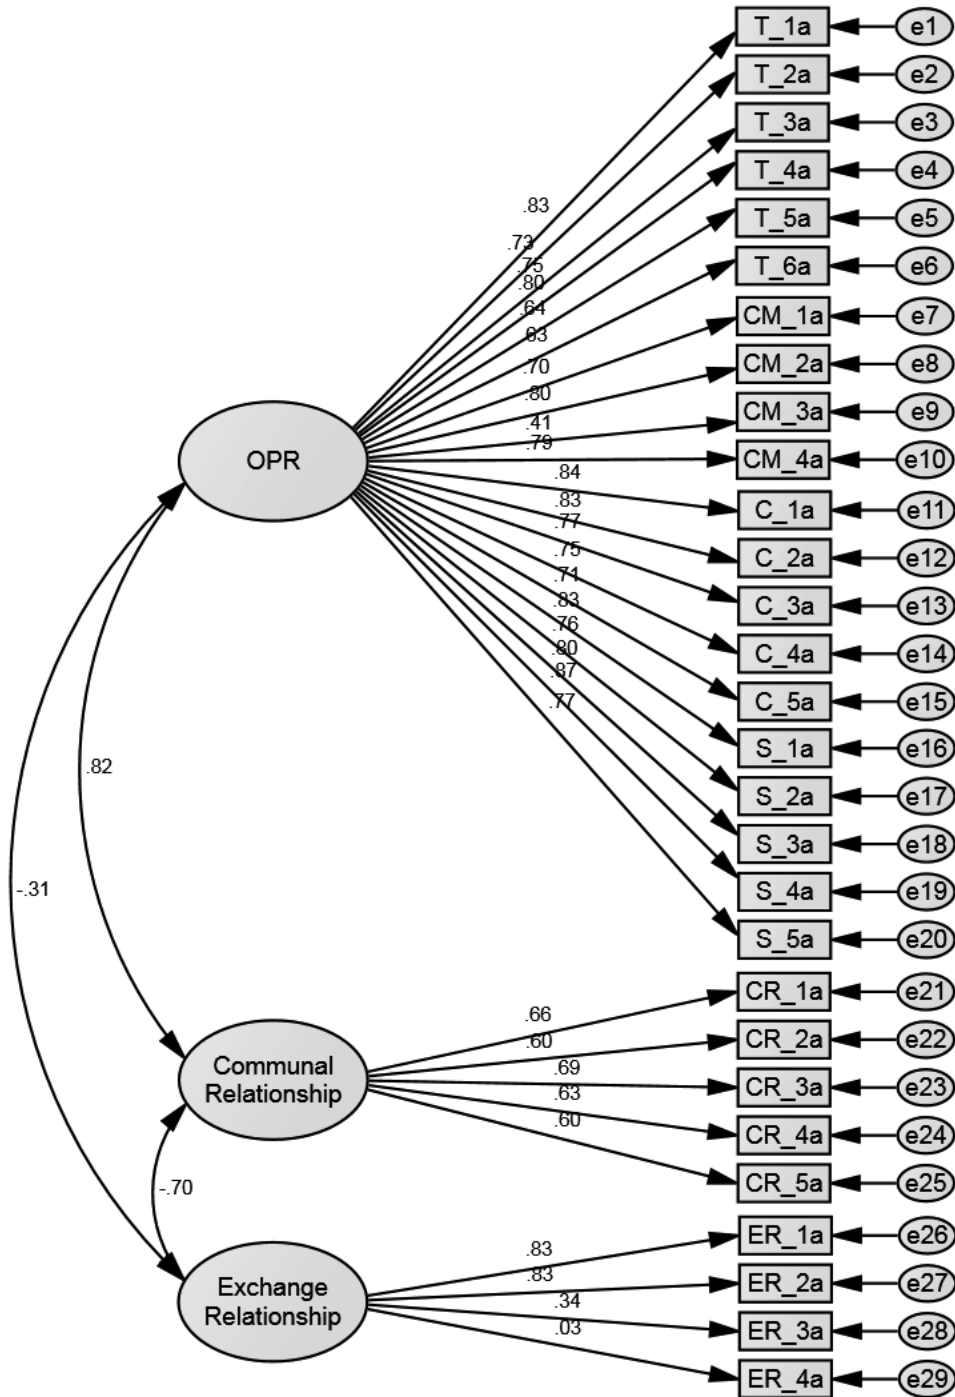 T_1a e1
T_2a e2
T_3a e3
T_4a e4
T_5a e5
T_6a e6
CM_1a e7
CM_2a e8
CM_3a e9
CM_4a e10
C_1a e11
C_2a e12
C_3a e13
C_4a e14
C_5a e15
S_1a e16
S_2a e17
S_3a e18
S_4a e19
S_5a e20
CR_1a e21
CR_2a e22
CR_3a e23
CR_4a e24
CR_5a e25
ER_1a e26
ER_2a e27
ER_3a e28
ER_4a e29
OPR
Communal
Relationship
Exchange
Relationship
.83
.73
.75
.80
.64
.63
.70
.80
.41
.79
.84
.83
.77
.75
.71
.83
.76
.80
.87
.77
.82
-.31
-.70
.66
.60
.69
.63
.60
.83
.83
.34
.03